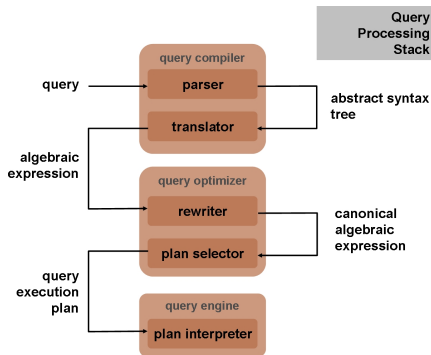 Query
Processing
Stack
query compiler
query
parser
abstract syntax
tree
translator
algebraic
expression
query optimizer
rewriter
canonical
algebraic
expression
plan selector
query
execution
plan
query engine
plan interpreter